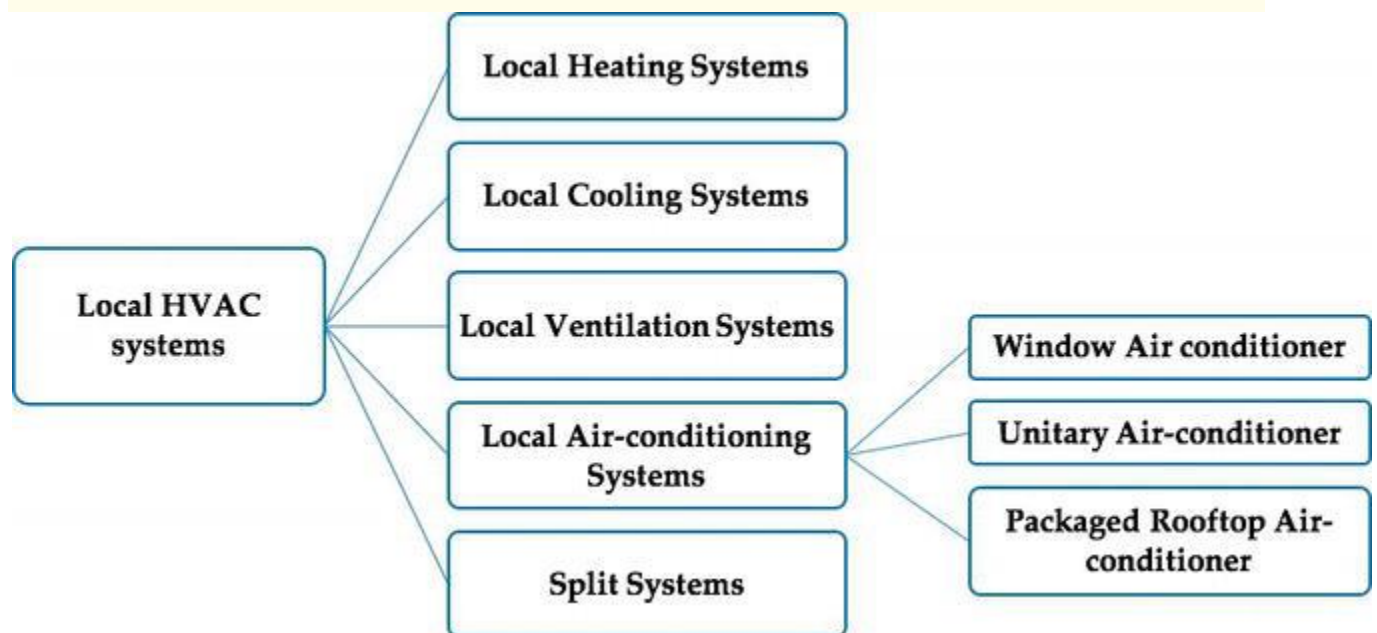 Local HVAC
systems
Local Heating Systems
Local Cooling Systems
Local Ventilation Systems
Local Air-conditioning
Systems
Split Systems
Window Air conditioner
Unitary Air-conditioner
Packaged Rooftop Air-
conditioner